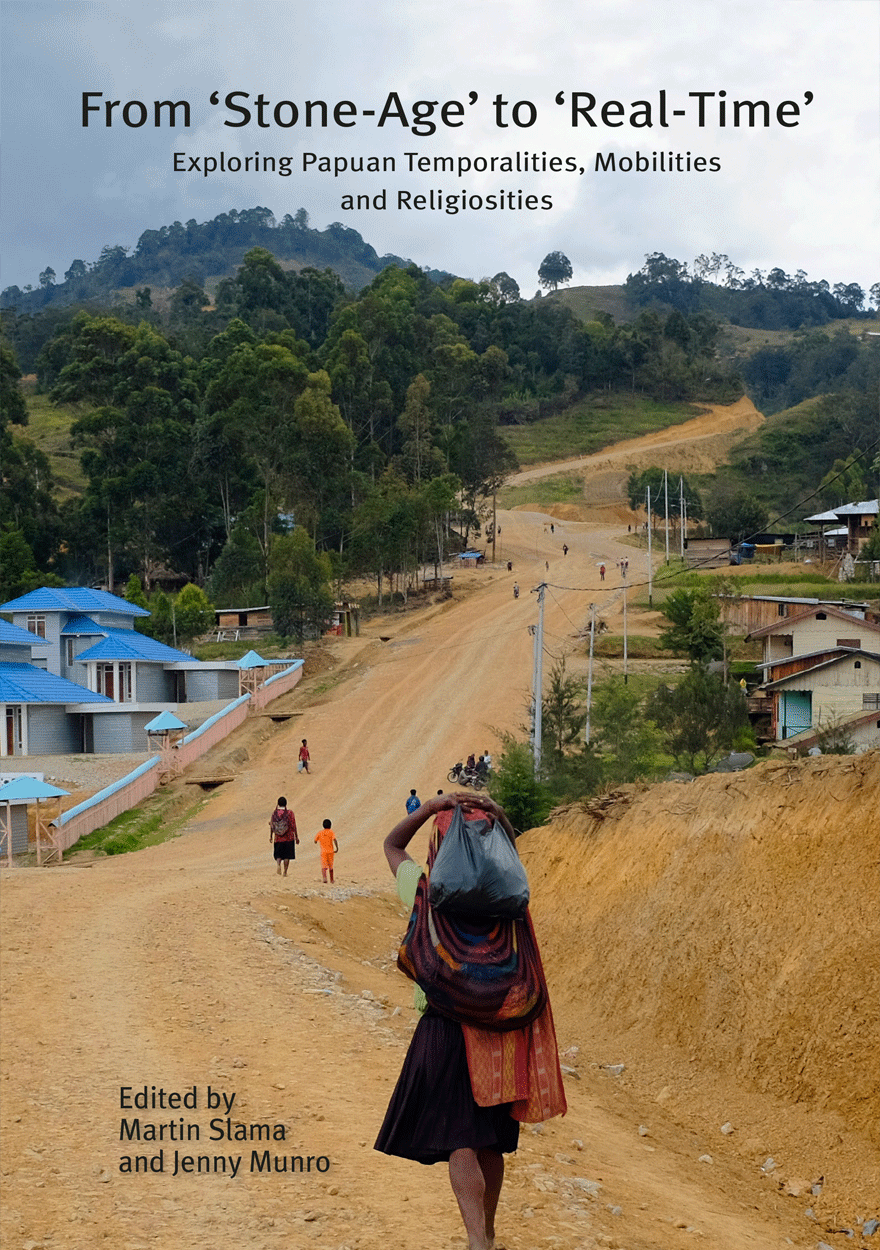 From ‘Stone-Age’ to ‘Real-Time’
Exploring Papuan Temporalities, Mobilities
and Religiosities
Edited by
Martin Slama
and Jenny Munro